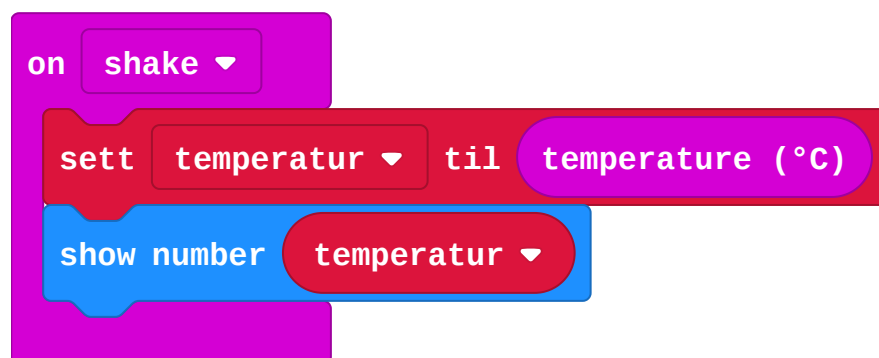 on shake
sett temperatur til temperature (°C)
show number temperatur